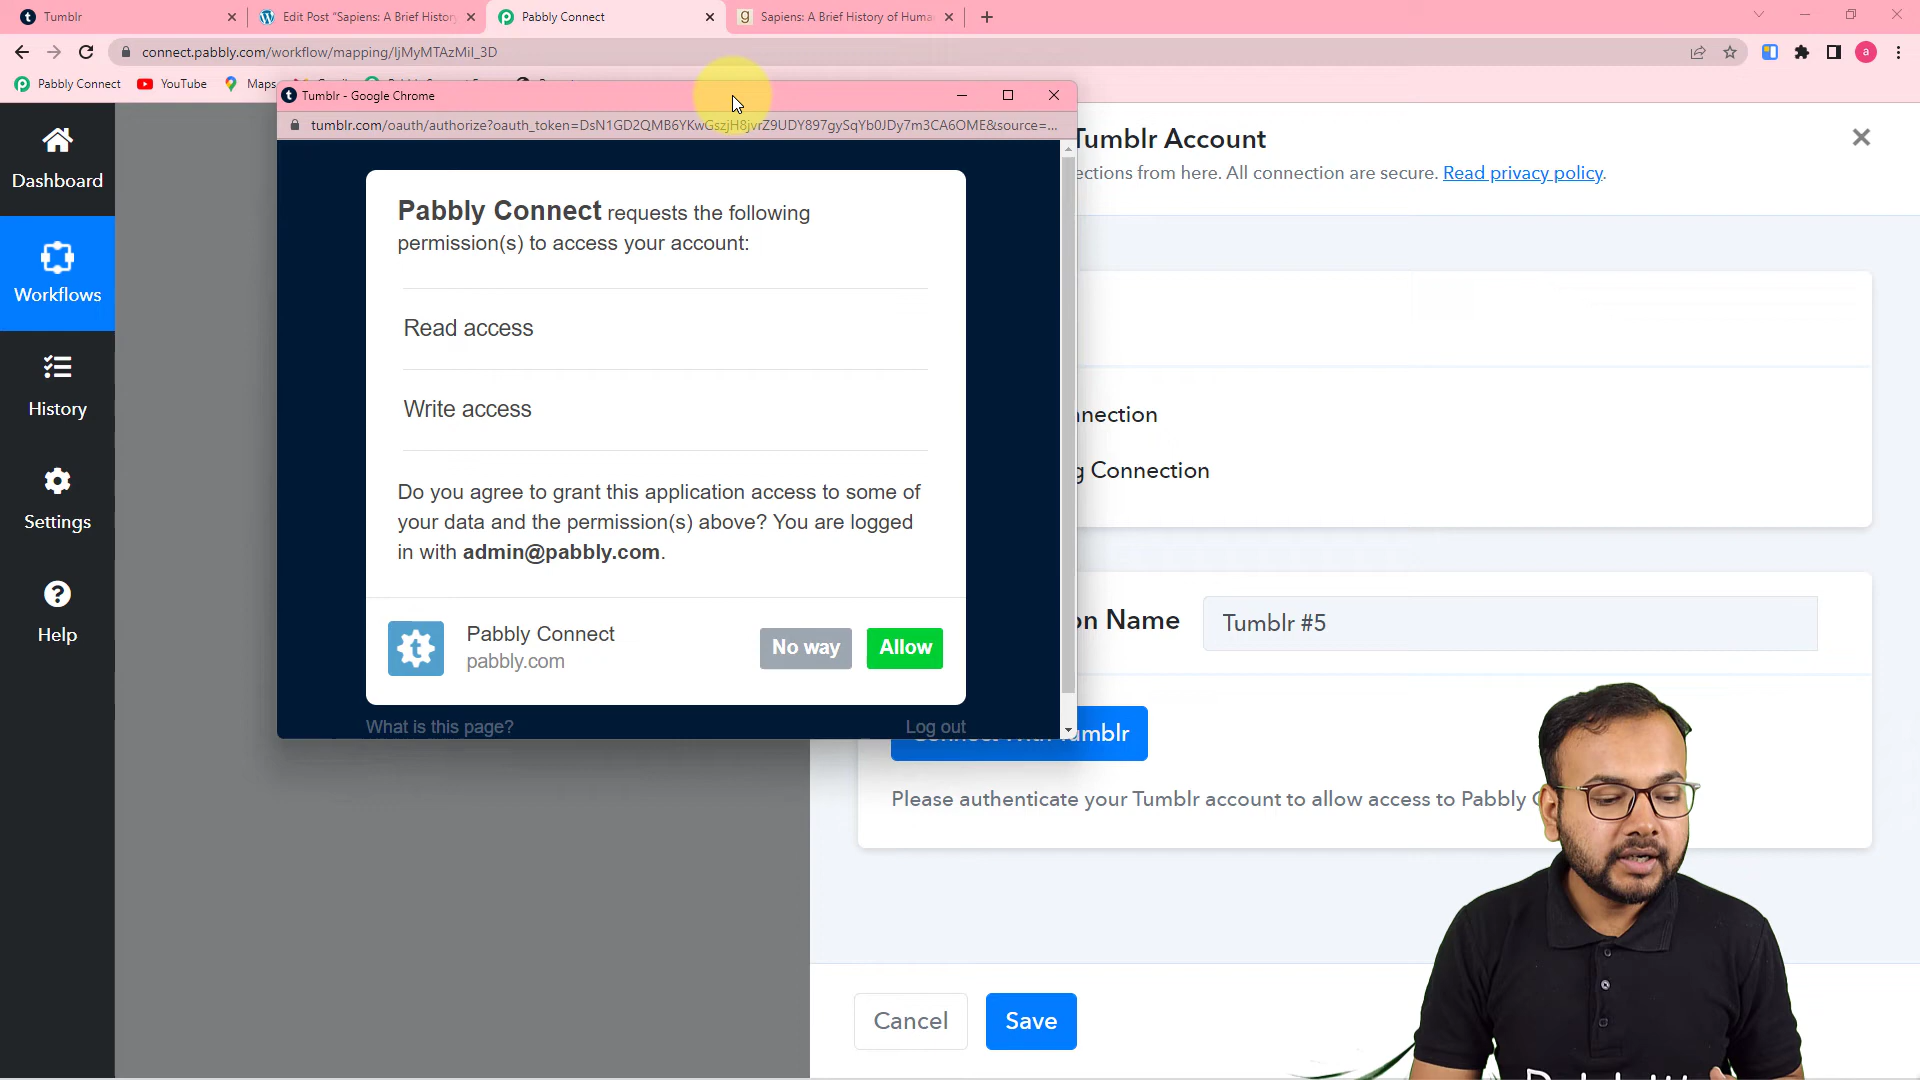 Tumblr
Edit Post "Sapiens: A Brief History
Pabbly Connect
Sapiens: A Brief History of Huma
connect.pabbly.com/workflow/mapping/IjMyMTAzMiI_3D
Pabbly Connect
YouTube
Maps
Tumblr - Google Chrome
tumblr.com/oauth/authorize?oauth_token=DsN1GD2QMB6YKwGszjH8jvrZ9UDY897gySqYb0JDy7m3CA6OME&source=...
Tumblr Account
ections from here. All connection are secure. Read privacy policy.
Dashboard
Workflows
History
Settings
Help
Pabbly Connect requests the following
permission(s) to access your account:
Read access
Write access
Do you agree to grant this application access to some of
your data and the permission(s) above? You are logged
in with admin@pabbly.com.
Pabbly Connect
pabbly.com
No way
Allow
What is this page?
Log out
nnection
g Connection
on Name
Tumblr #5
Connect With Tumblr
Please authenticate your Tumblr account to allow access to Pabbly
Cancel
Save